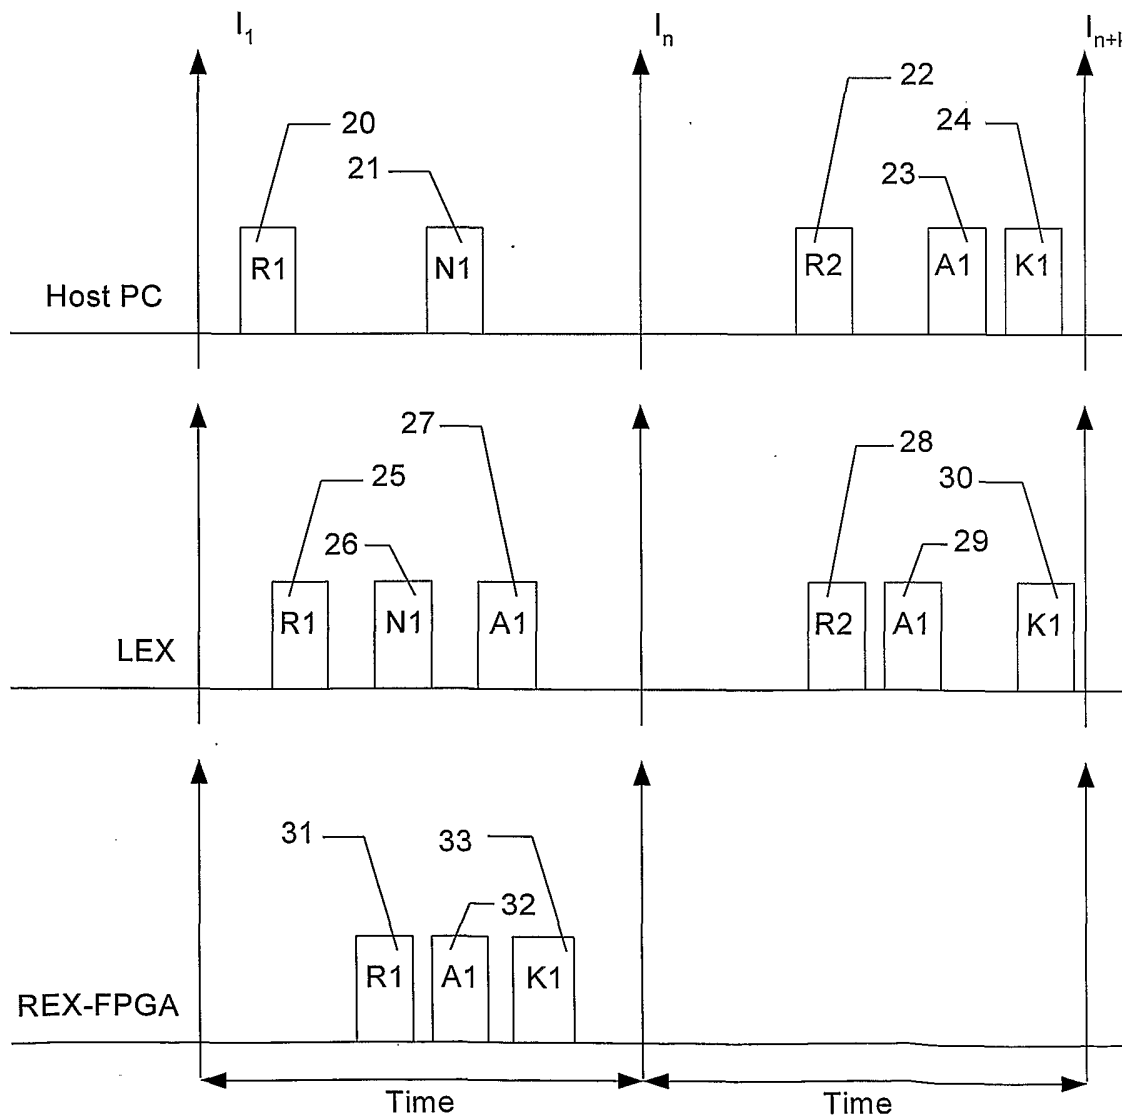 I1 In In+k
20 22
21 24
23
R1 N1 R2 A1 K1
Host PC
27 28
25 30
26 29
R1 N1 A1 R2 A1 K1
LEX
31 33
32
R1 A1 K1
REX-FPGA
Time Time